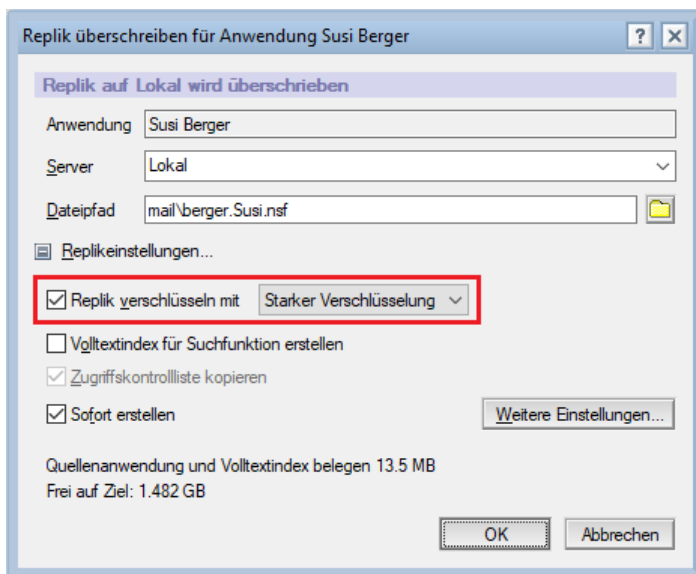 Replik überschreiben für Anwendung Susi Berger
Replik auf Lokal wird überschrieben
Anwendung Susi Berger
Server Lokal
Dateipfad mail\berger.Susi.nsf
Replikeinstellungen...
Replik verschlüsseln mit Starker Verschlüsselung
Volltextindex für Suchfunktion erstellen
Zugriffskontrollliste kopieren
Sofort erstellen Weitere Einstellungen...
Quellenanwendung und Volltextindex belegen 13.5 MB
Frei auf Ziel: 1.482 GB
OK Abbrechen